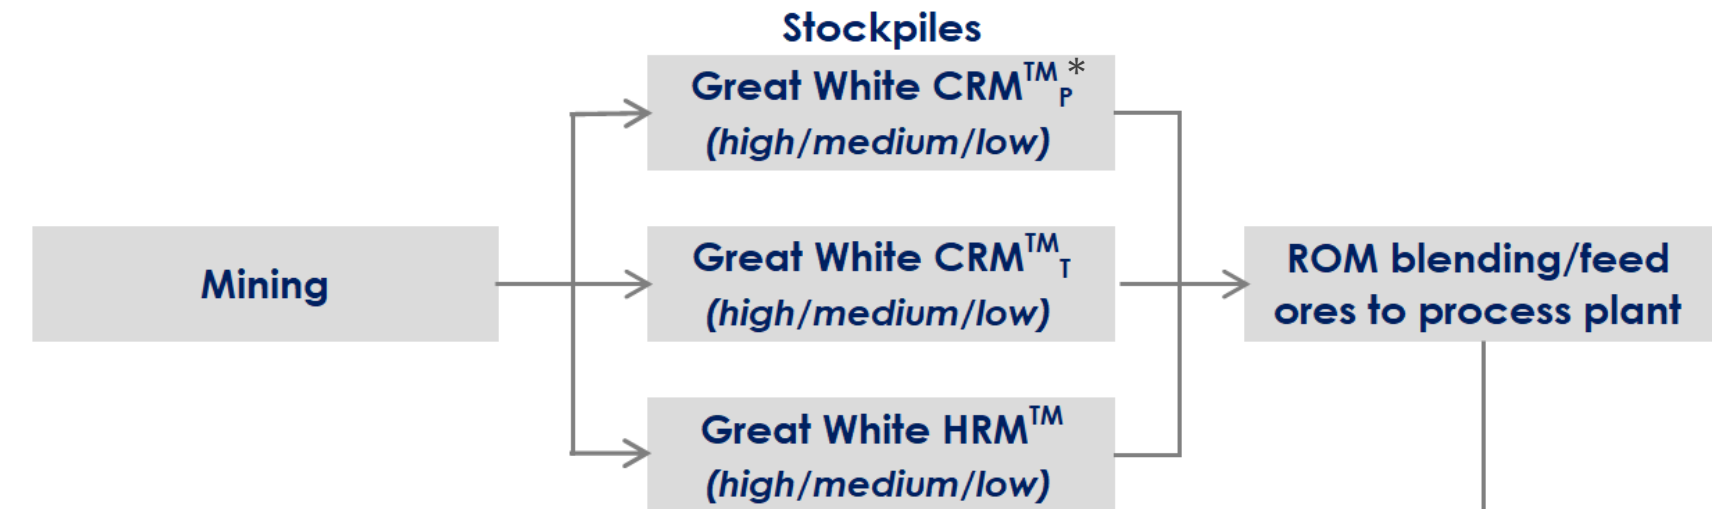 Stockpiles
Great White CRM™P*
(high/medium/low)
Mining
Great White CRM™T
(high/medium/low)
ROM blending/feed
ores to process plant
Great White HRM™
(high/medium/low)